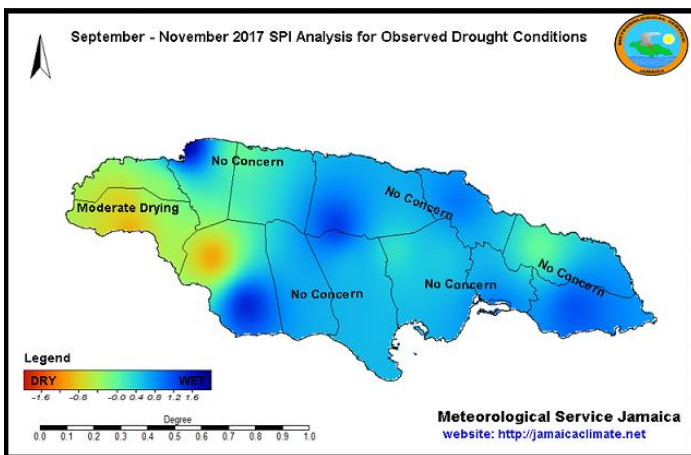 September - November 2017 SPI Analysis for Observed Drought Conditions
METEOROLOGICAL SERVICE
JAMAICA
No Concern
No Concern
Moderate Drying
No Concern
No Concern
No Concern
Legend
DRY WET
-1.6 -0.8 -0.0 0.4 0.8 1.2 1.6
Degree
0.0 0.1 0.2 0.3 0.4 0.5 0.6 0.7 0.8 0.9 1.0
Meteorological Service Jamaica
website: http://jamaicaclimate.net